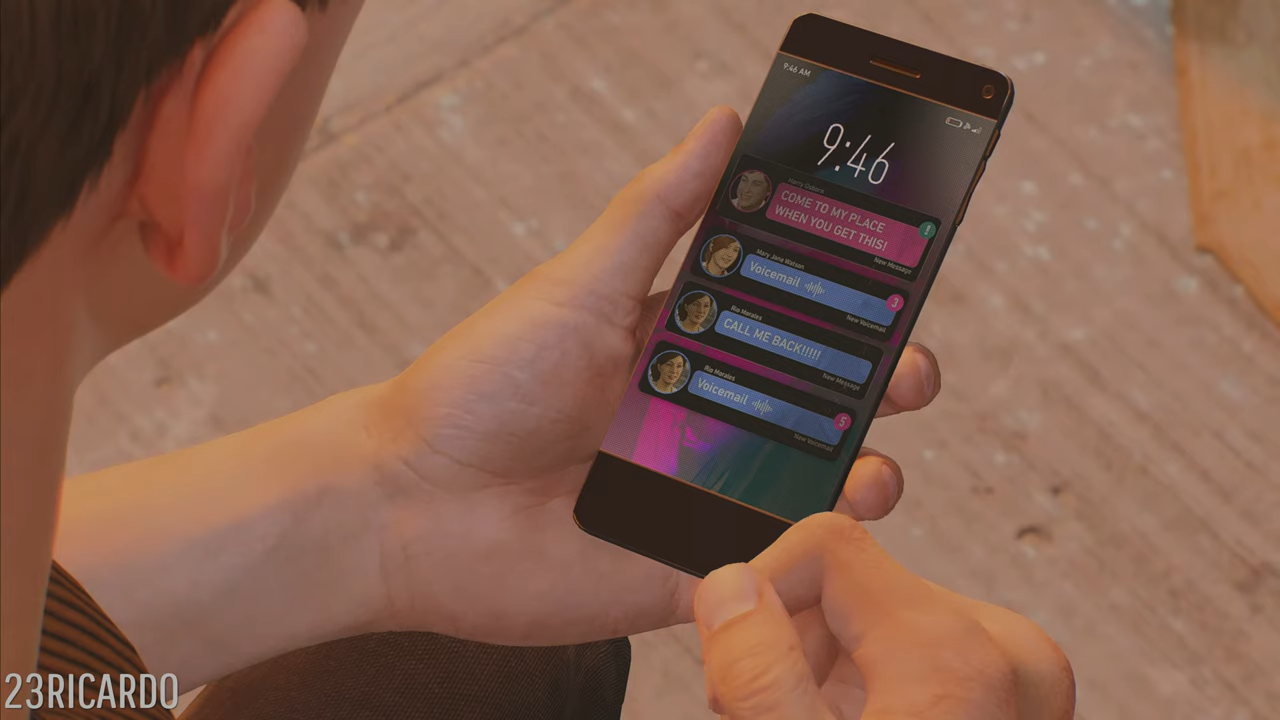 9:46 AM
9:46
Harry Osborn
COME TO MY PLACE
WHEN YOU GET THIS!
!
New Message
Mary Jane Watson
Voicemail
3
New Voicemail
Rio Morales
CALL ME BACK!!!!!
New Message
Rio Morales
Voicemail
5
New Voicemail
23RICARDO